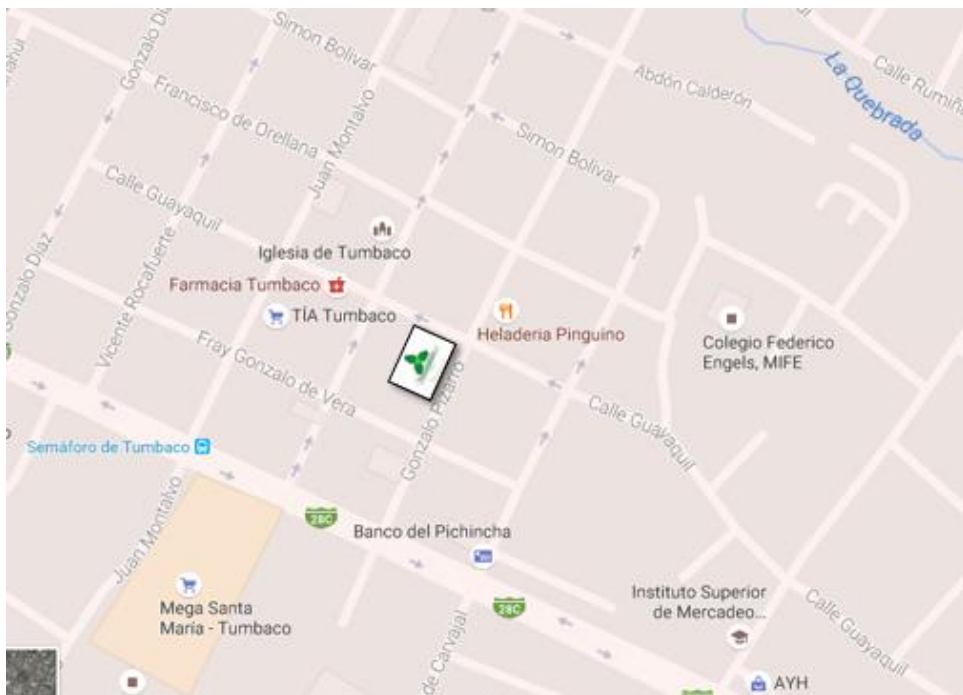 Simon Bolivar
Gonzalo Diaz
Abdón Calderón
Calle Rumiña
La Quebrada
Francisco de Orellana
Juan Montalvo
Simon Bolivar
Calle Guayaquil
Iglesia de Tumbaco
Gonzalo Diaz
Vicente Rocafuerte
Farmacia Tumbaco
TÍA Tumbaco
Heladeria Pinguino
Colegio Federico
Engels, MIFE
Fray Gonzalo de Vera
Gonzalo Pizarro
Calle Guayaquil
Semáforo de Tumbaco
28C
Banco del Pichincha
Juan Montalvo
Mega Santa
María - Tumbaco
28C
Instituto Superior
de Mercadeo...
Calle Guayaquil
de Carvajal
AYH